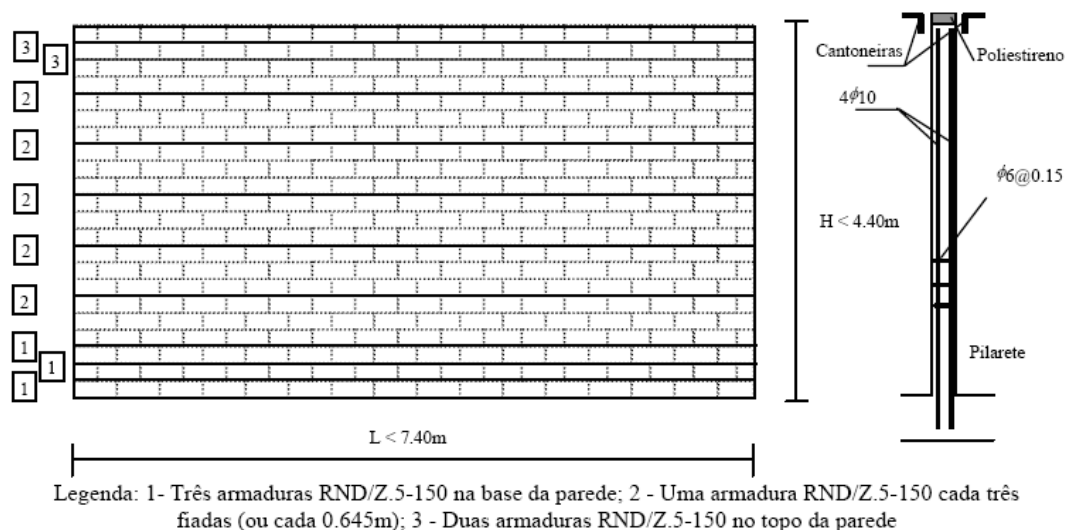 3
3
2
2
2
2
2
1
1
1
Cantoneiras
Poliestireno
4ϕ10
ϕ6@0.15
H < 4.40m
Pilarete
L < 7.40m
Legenda: 1- Três armaduras RND/Z.5-150 na base da parede; 2 - Uma armadura RND/Z.5-150 cada três
fiadas (ou cada 0.645m); 3 - Duas armaduras RND/Z.5-150 no topo da parede